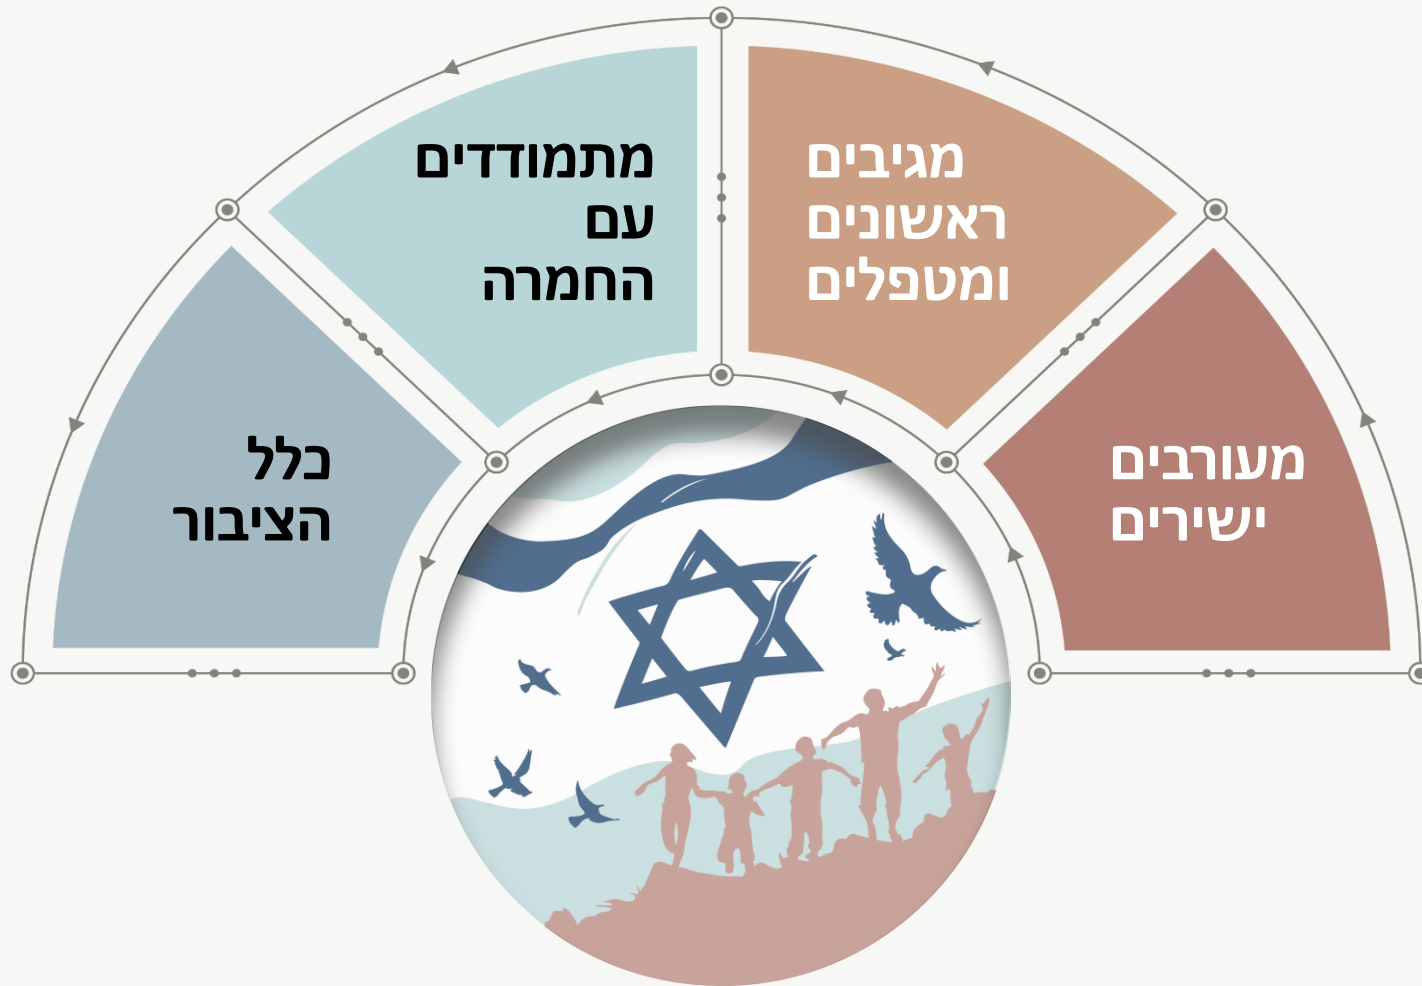 מעורבים
ישירים
מגיבים
ראשונים
ומטפלים
מתמודדים
עם
החמרה
כלל
הציבור